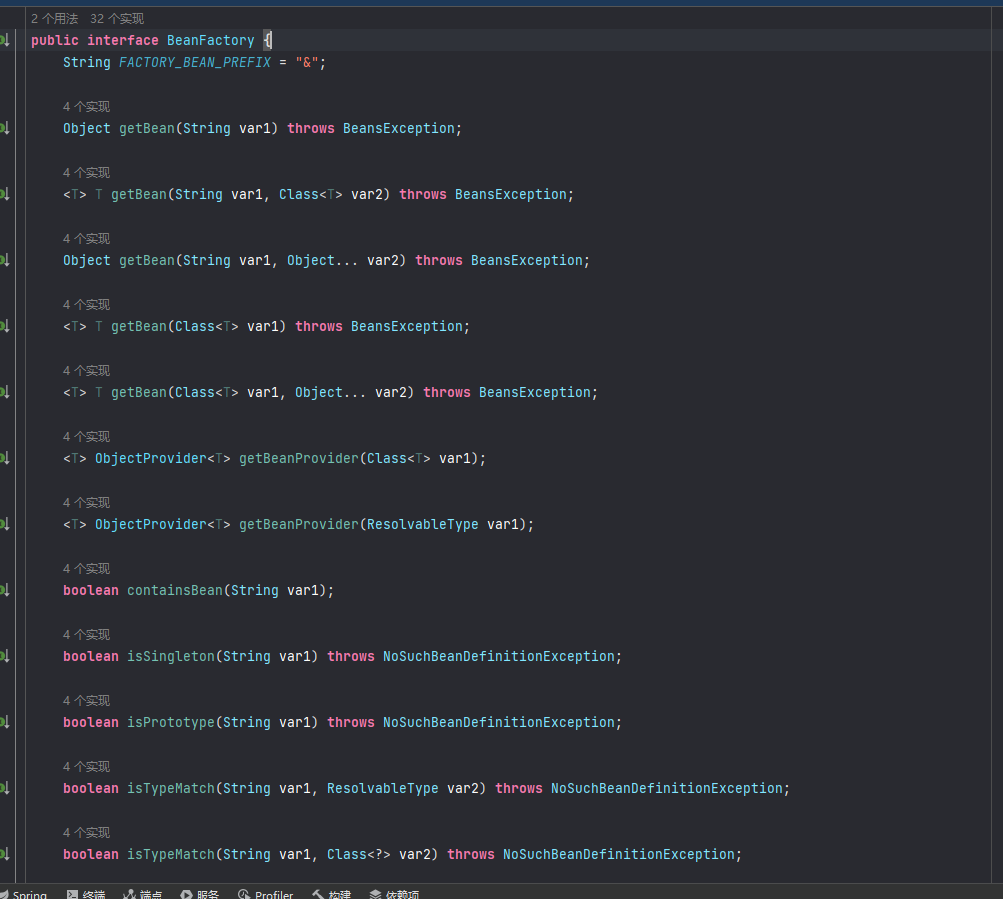 2 个用法 32 个实现
public interface BeanFactory {
String FACTORY_BEAN_PREFIX = "&";
4 个实现
Object getBean(String var1) throws BeansException;
4 个实现
<T> T getBean(String var1, Class<T> var2) throws BeansException;
4 个实现
Object getBean(String var1, Object... var2) throws BeansException;
4 个实现
<T> T getBean(Class<T> var1) throws BeansException;
4 个实现
<T> T getBean(Class<T> var1, Object... var2) throws BeansException;
4 个实现
<T> ObjectProvider<T> getBeanProvider(Class<T> var1);
4 个实现
<T> ObjectProvider<T> getBeanProvider(ResolvableType var1);
4 个实现
boolean containsBean(String var1);
4 个实现
boolean isSingleton(String var1) throws NoSuchBeanDefinitionException;
4 个实现
boolean isPrototype(String var1) throws NoSuchBeanDefinitionException;
4 个实现
boolean isTypeMatch(String var1, ResolvableType var2) throws NoSuchBeanDefinitionException;
4 个实现
boolean isTypeMatch(String var1, Class<?> var2) throws NoSuchBeanDefinitionException;
Spring 终端 端点 服务 Profiler 构建 依赖项